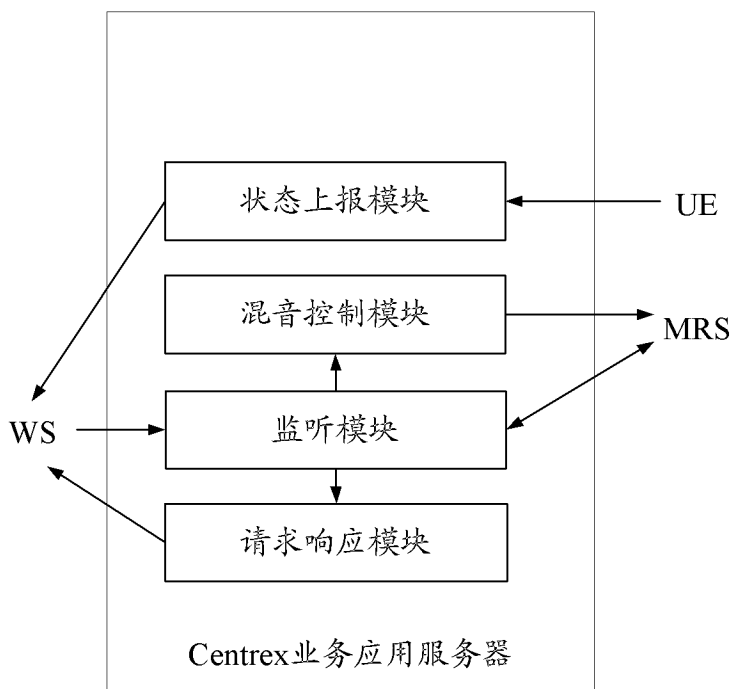 状态上报模块
UE
混音控制模块
MRS
WS
监听模块
请求响应模块
Centrex业务应用服务器